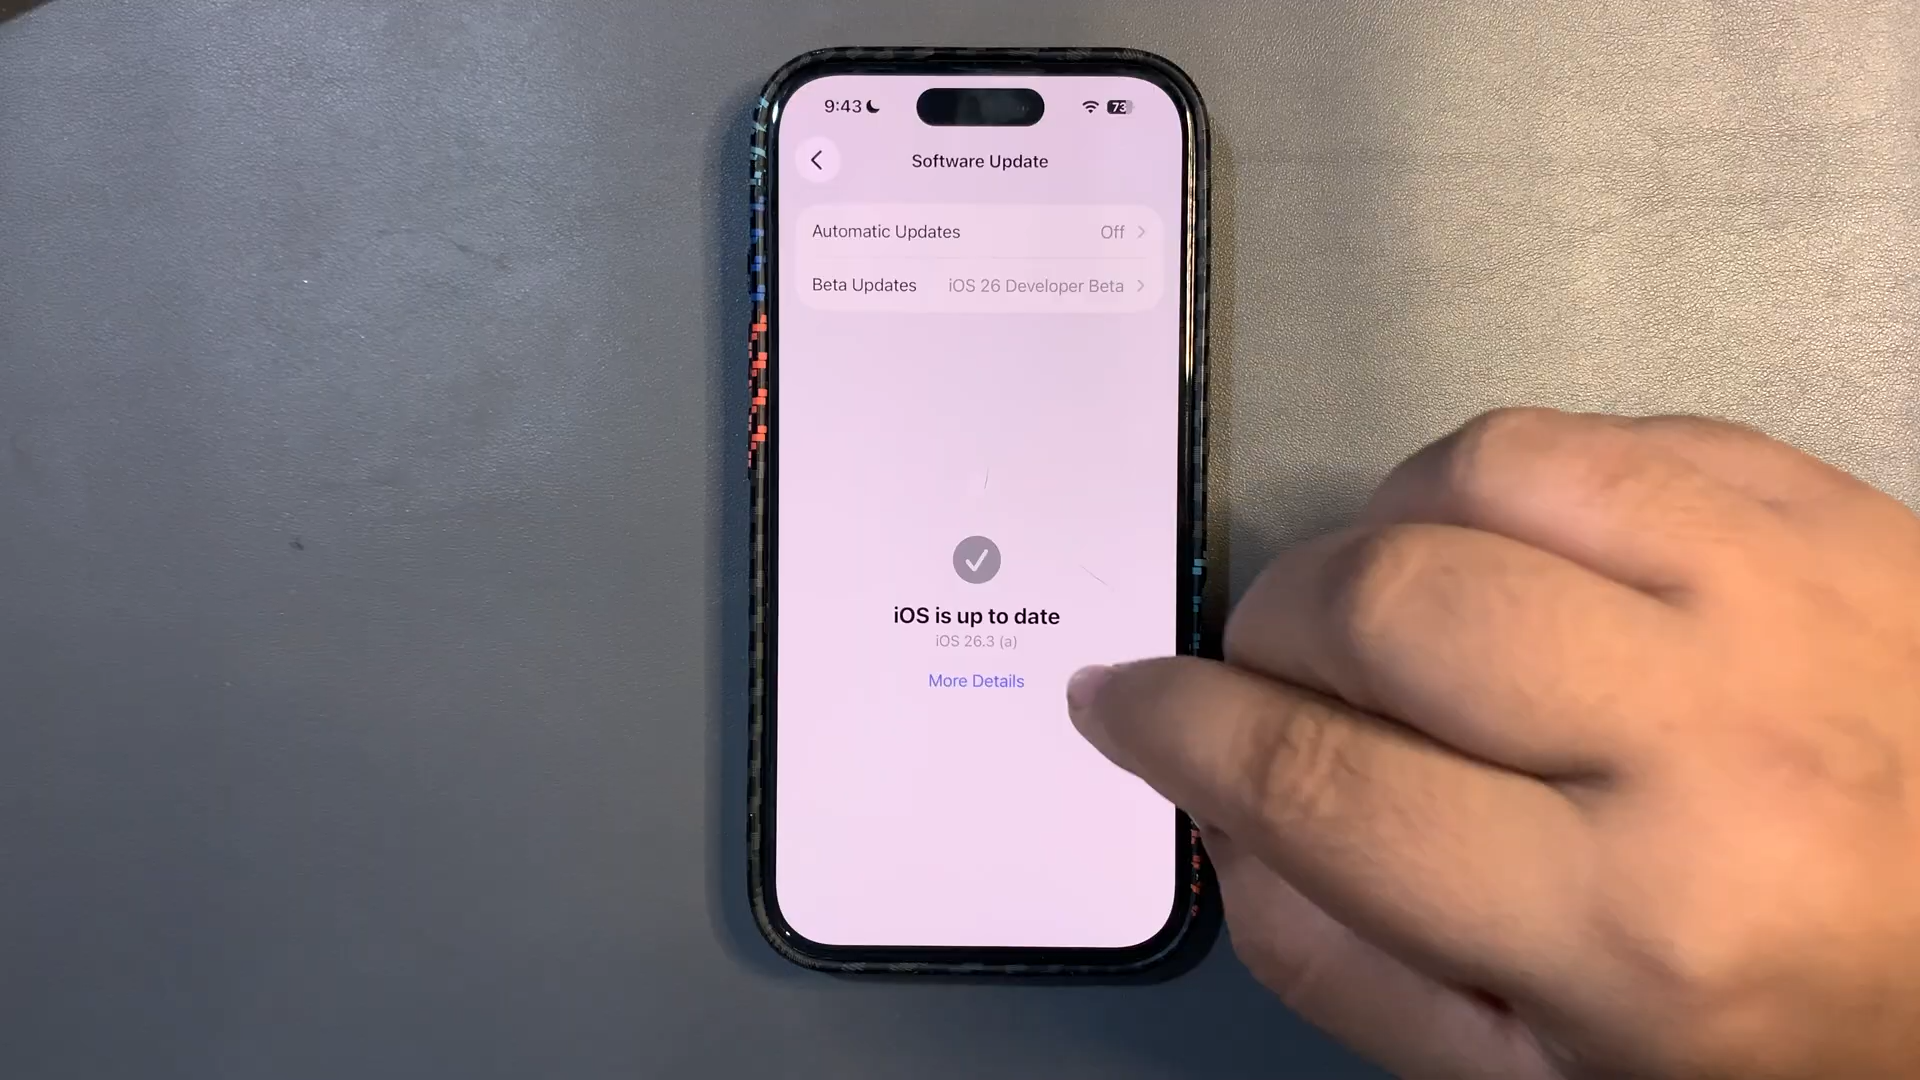 9:43
73
Software Update
Automatic Updates Off
Beta Updates iOS 26 Developer Beta
iOS is up to date
iOS 26.3 (a)
More Details